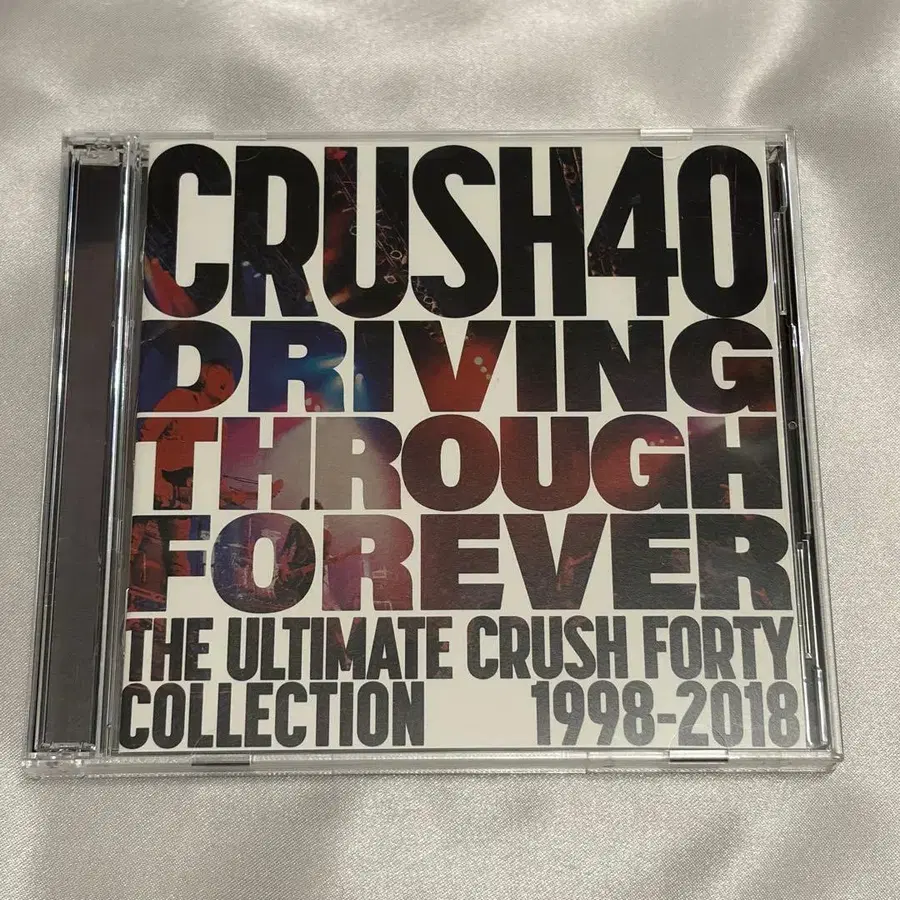 CRUSH40
DRIVING
THROUGH
FOREVER
THE ULTIMATE CRUSH FORTY
COLLECTION 1998-2018